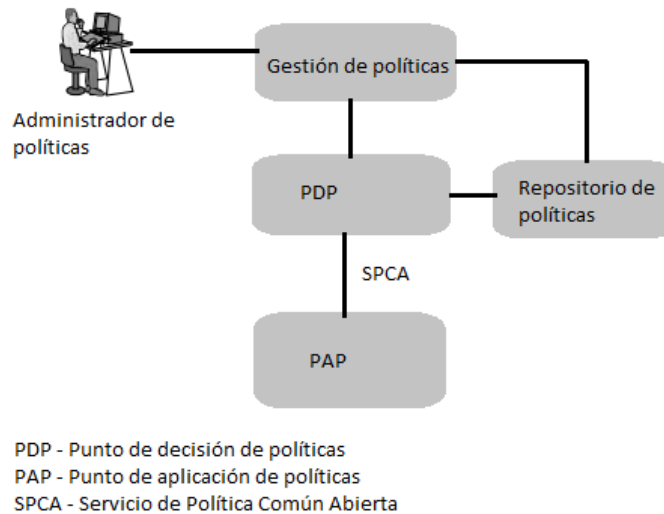 Gestión de políticas
Administrador de
políticas
PDP
Repositorio de
políticas
SPCA
PAP
PDP - Punto de decisión de políticas
PAP - Punto de aplicación de políticas
SPCA - Servicio de Política Común Abierta